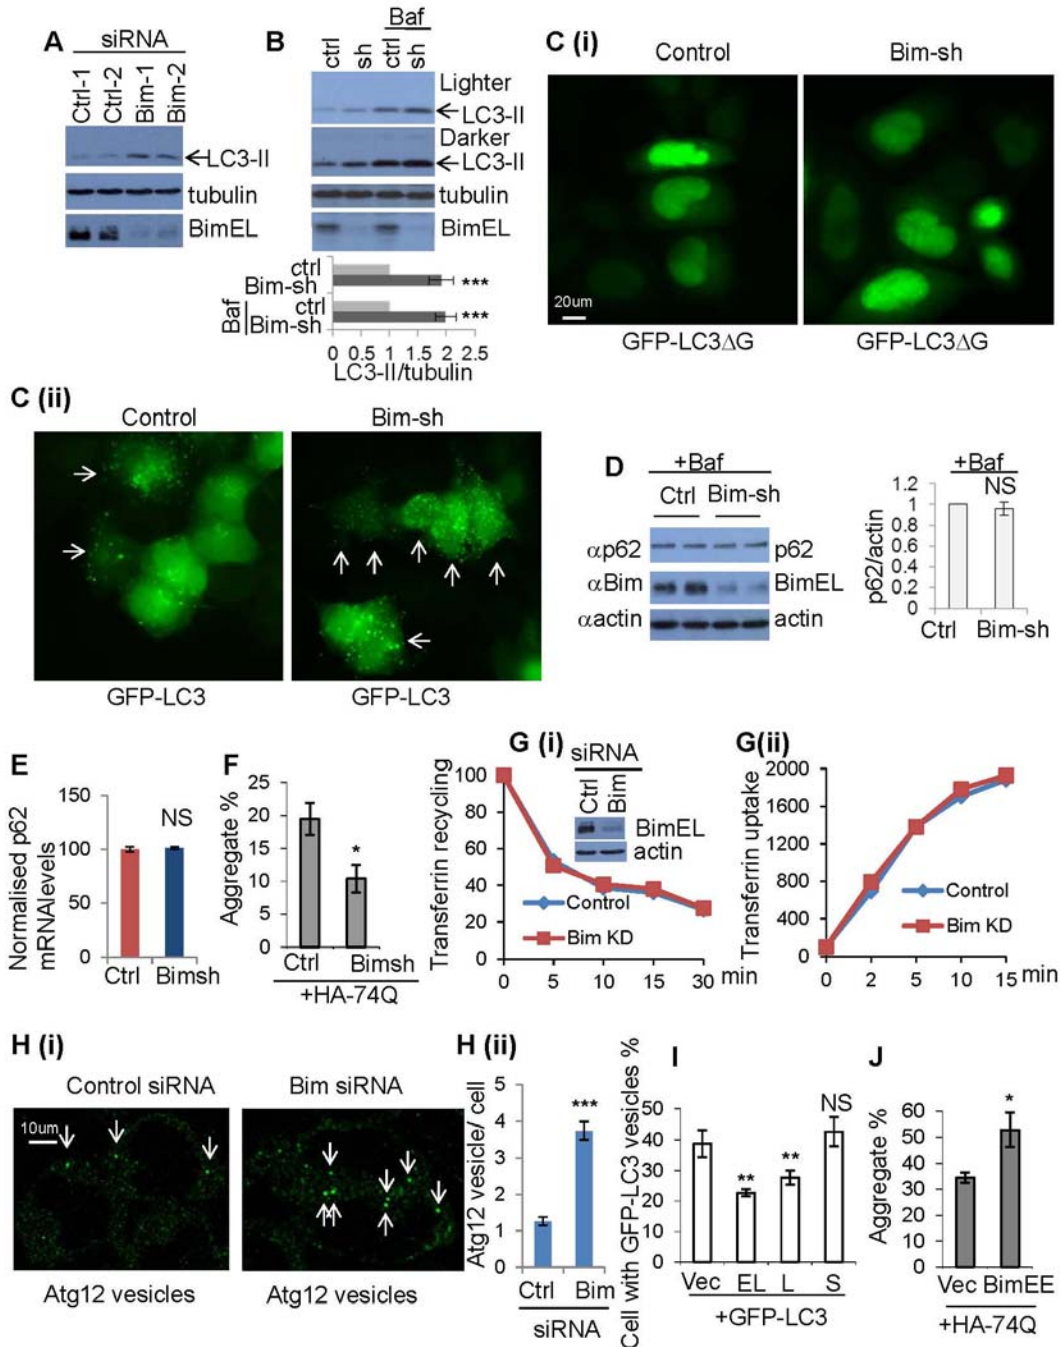 A
siRNA
Ctrl-1
Ctrl-2
Bim-1
Bim-2
LC3-II
tubulin
BimEL
B
Baf
ctrl
sh
ctrl
sh
Lighter
LC3-II
Darker
LC3-II
tubulin
BimEL
ctrl
Bim-sh
***
Baf
ctrl
Bim-sh
***
0 0.5 1 1.5 2 2.5
LC3-II/tubulin
C (i)
Control
Bim-sh
20um
GFP-LC3ΔG
GFP-LC3ΔG
C (ii)
Control
Bim-sh
GFP-LC3
GFP-LC3
D
+Baf
Ctrl Bim-sh
αp62 p62
αBim BimEL
αactin actin
+Baf
NS
1.2
1
0.8
0.6
0.4
0.2
0
p62/actin
Ctrl Bim-sh
E
Normalised p62
mRNAlevels
150
100
50
0
NS
Ctrl Bimsh
F
Aggregate %
25
20
15
10
5
0
*
Ctrl Bimsh
+HA-74Q
G (i)
Transferrin recycling
100
80
60
40
20
0
siRNA
Ctrl
Bim
BimEL
actin
Control
Bim KD
0 5 10 15 30 min
G(ii)
Transferrin uptake
2000
1600
1200
800
400
0
Control
Bim KD
0 2 5 10 15 min
H (i)
Control siRNA
Bim siRNA
10um
Atg12 vesicles
Atg12 vesicles
H (ii)
Atg12 vesicle/ cell
5
4
3
2
1
0
***
Ctrl Bim
siRNA
I
Cell with GFP-LC3 vesicles %
50
40
30
20
10
0
**
**
NS
Vec EL L S
+GFP-LC3
J
Aggregate %
60
50
40
30
20
10
0
*
Vec BimEE
+HA-74Q